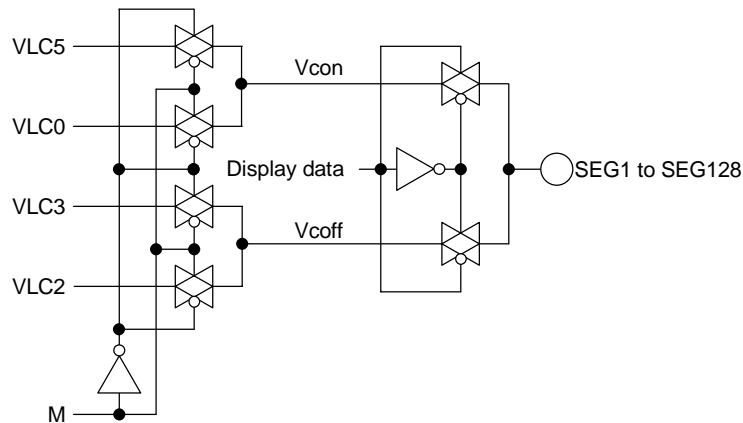 VLC5
Vcon
VLC0
Display data
SEG1 to SEG128
VLC3
Vcoff
VLC2
M